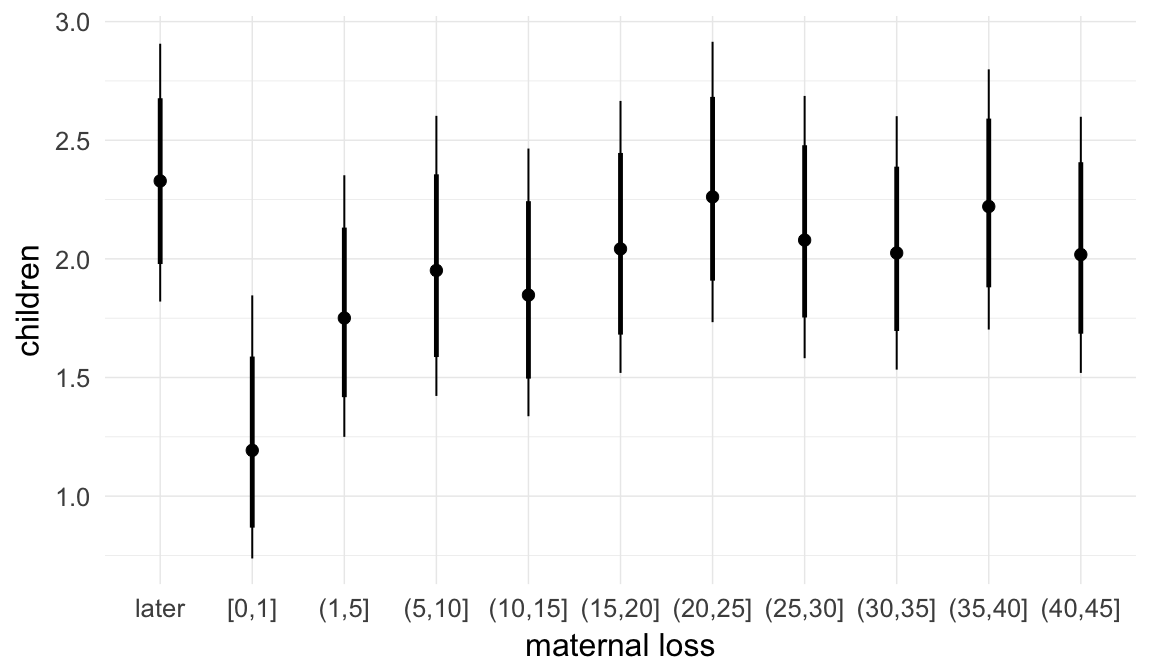 3.0
2.5
2.0
1.5
1.0
children
later [0,1] (1,5] (5,10] (10,15] (15,20] (20,25] (25,30] (30,35] (35,40] (40,45]
maternal loss